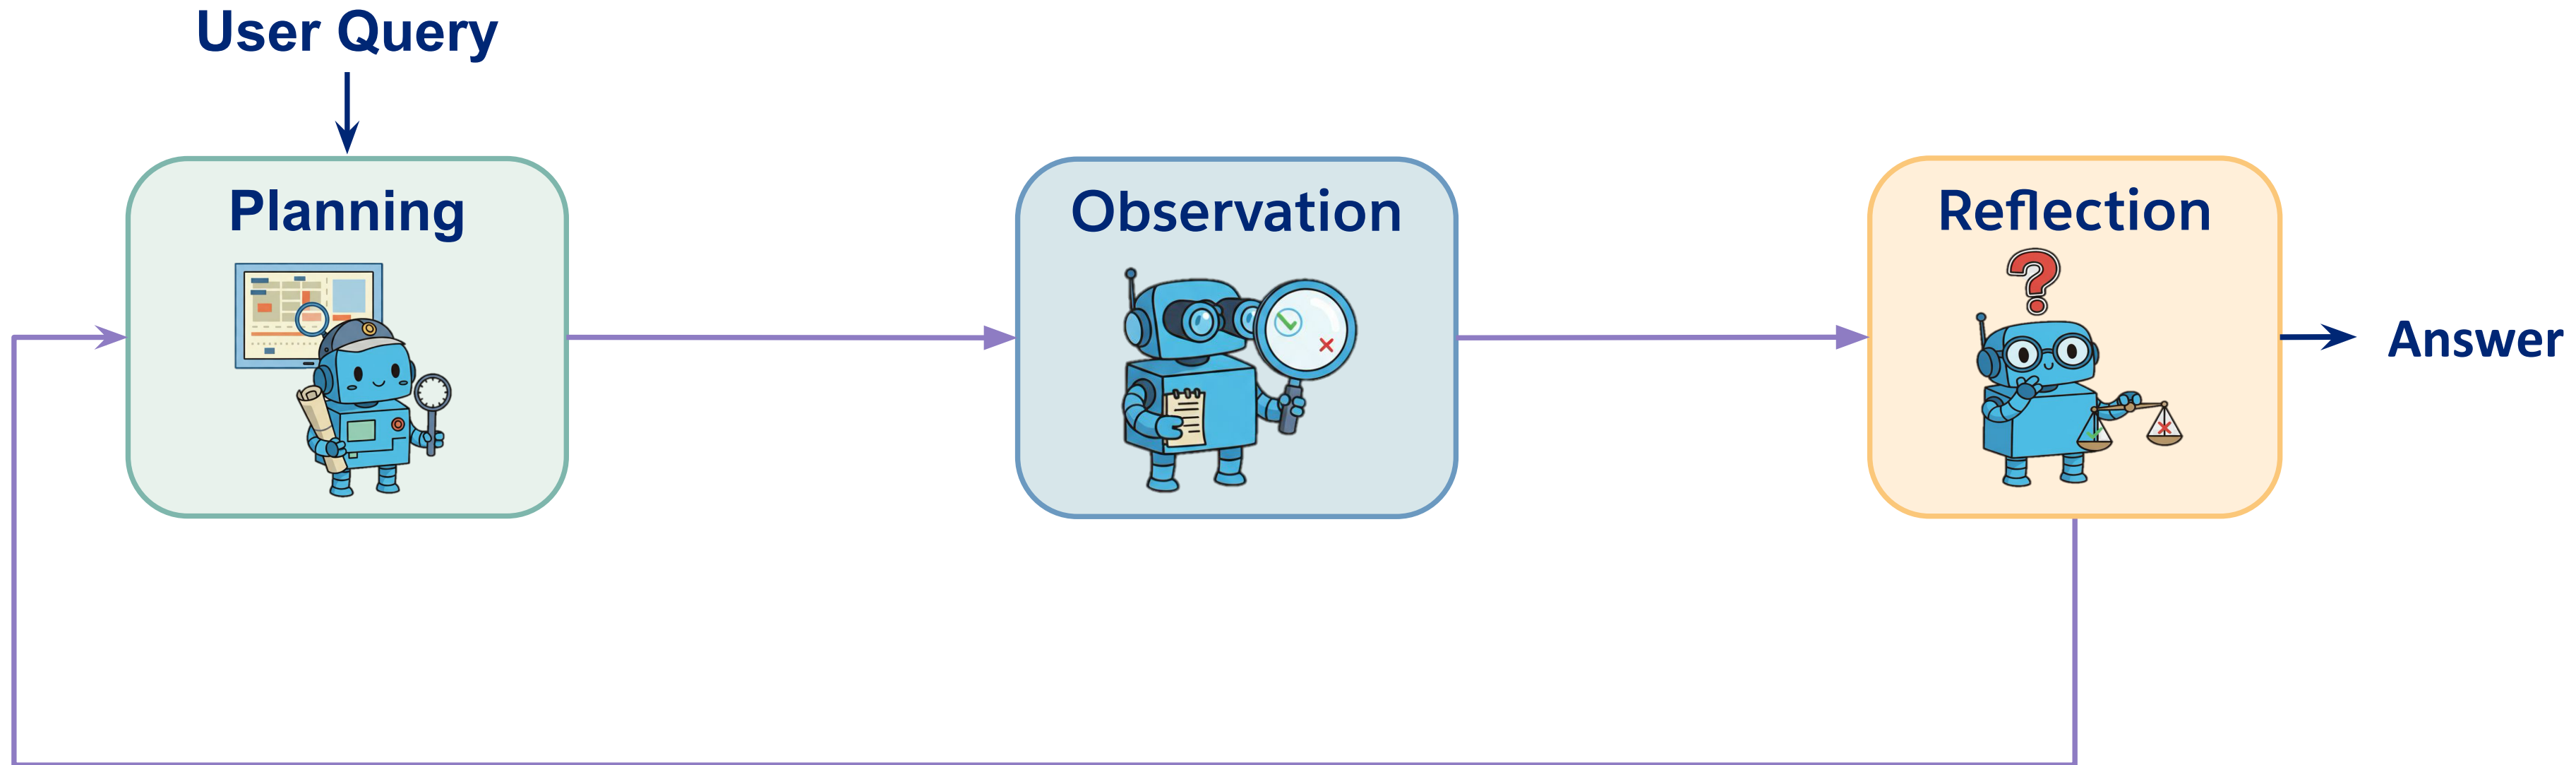 User Query
Planning
Observation
Reflection
Answer